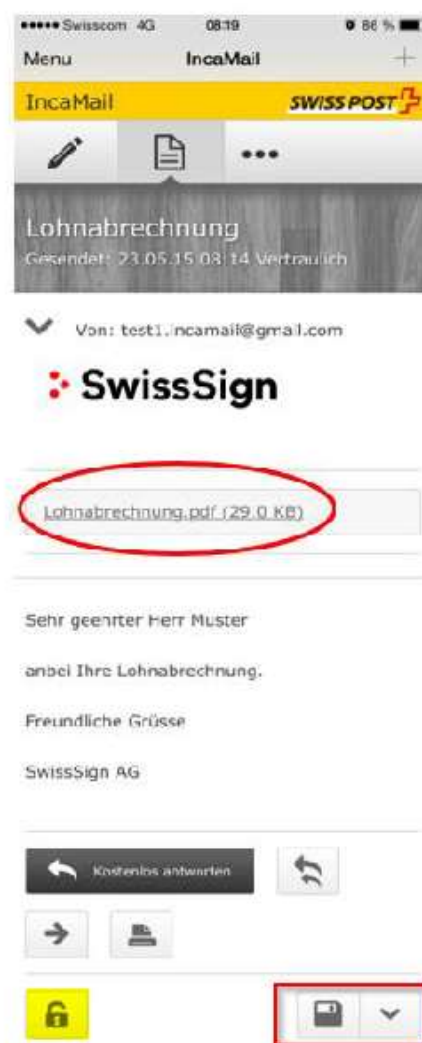 Swisscom 4G 08:19 86 %
Menu IncaMail
IncaMail SWISS POST
Lohnabrechnung
Gesendet: 23.05.15 08:14 Vertraulich
Von: test1.incamail@gmail.com
SwissSign
Lohnabrechnung.pdf (29.0 KB)
Sehr geehrter Herr Muster
anbei Ihre Lohnabrechnung.
Freundliche Grüsse
SwissSign AG
Kostenlos antworten